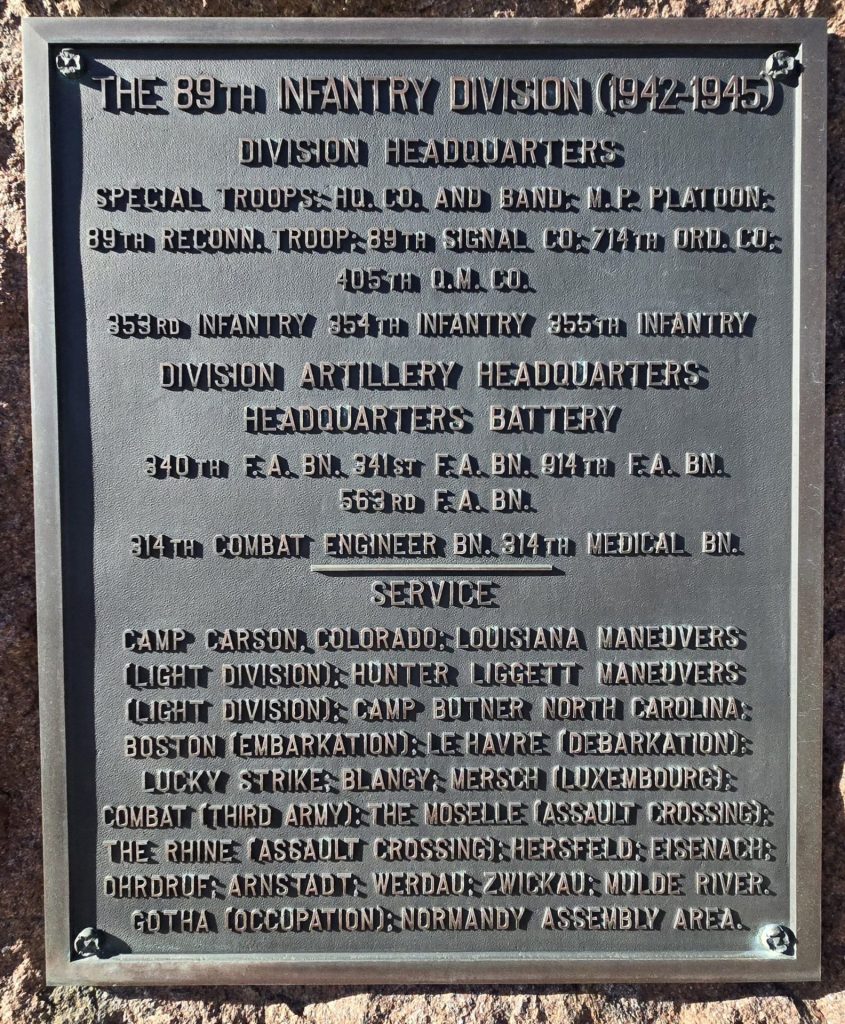 THE 89TH INFANTRY DIVISION (1942-1945)
DIVISION HEADQUARTERS
SPECIAL TROOPS: HQ. CO. AND BAND; M.P. PLATOON;
89TH RECONN. TROOP; 89TH SIGNAL CO; 714TH ORD. CO;
405TH Q.M. CO.
353RD INFANTRY 354TH INFANTRY 355TH INFANTRY
DIVISION ARTILLERY HEADQUARTERS
HEADQUARTERS BATTERY
340TH F.A. BN. 341ST F.A. BN. 914TH F.A. BN.
563RD F.A. BN.
314TH COMBAT ENGINEER BN. 314TH MEDICAL BN.
SERVICE
CAMP CARSON, COLORADO; LOUISIANA MANEUVERS
(LIGHT DIVISION); HUNTER LIGGETT MANEUVERS
(LIGHT DIVISION); CAMP BUTNER NORTH CAROLINA;
BOSTON (EMBARKATION); LE HAVRE (DEBARKATION);
LUCKY STRIKE; BLANGY; MERSCH (LUXEMBOURG);
COMBAT (THIRD ARMY); THE MOSELLE (ASSAULT CROSSING);
THE RHINE (ASSAULT CROSSING); HERSFELD; EISENACH;
OHRDRUF; ARNSTADT; WERDAU; ZWICKAU; MULDE RIVER.
GOTHA (OCCUPATION); NORMANDY ASSEMBLY AREA.